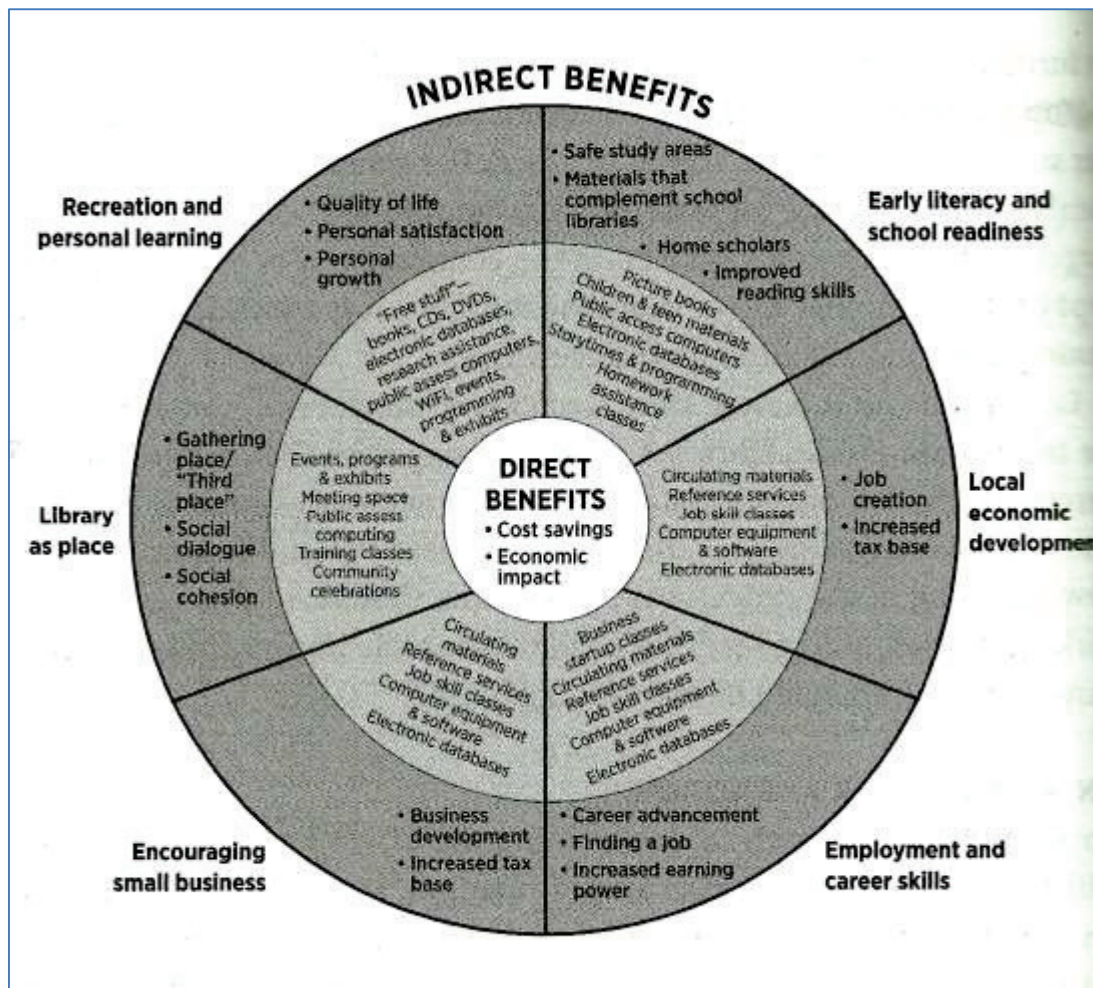 INDIRECT BENEFITS
Recreation and
personal learning
• Quality of life
• Personal satisfaction
• Personal
growth
"Free stuff"—
books, CDs, DVDs,
electronic databases,
research assistance,
public assess computers,
WiFi, events,
programming
& exhibits
• Safe study areas
• Materials that
complement school
libraries
• Home scholars
• Improved
reading skills
Early literacy and
school readiness
Picture books
Children & teen materials
Public access computers
Electronic databases
Storytimes & programming
Homework
assistance
classes
Library
as place
• Gathering
place/
"Third
place"
• Social
dialogue
• Social
cohesion
Events, programs
& exhibits
Meeting space
Public assess
computing
Training classes
Community
celebrations
DIRECT
BENEFITS
• Cost savings
• Economic
impact
Circulating materials
Reference services
Job skill classes
Computer equipment
& software
Electronic databases
• Job
creation
• Increased
tax base
Local
economic
developmen
Circulating
materials
Reference services
Job skill classes
Computer equipment
& software
Electronic databases
Business
startup classes
Circulating materials
Reference services
Job skill classes
Computer equipment
& software
Electronic databases
Encouraging
small business
• Business
development
• Increased tax
base
• Career advancement
• Finding a job
• Increased earning
power
Employment and
career skills